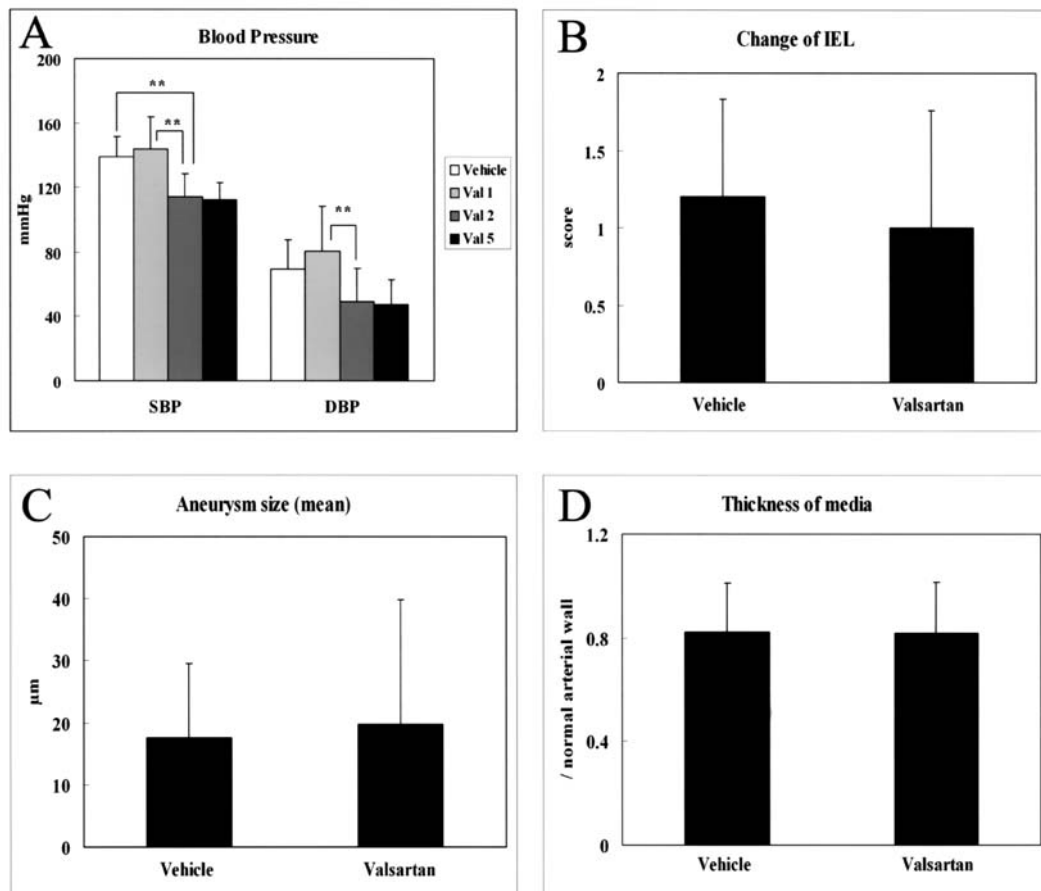 A
Blood Pressure
200
160
120
80
40
0
mmHg
**
**
**
SBP
DBP
Vehicle
Val 1
Val 2
Val 5
B
Change of IEL
2
1.5
1
0.5
0
score
Vehicle
Valsartan
C
Aneurysm size (mean)
50
40
30
20
10
0
µm
Vehicle
Valsartan
D
Thickness of media
1.2
0.8
0.4
0
/ normal arterial wall
Vehicle
Valsartan